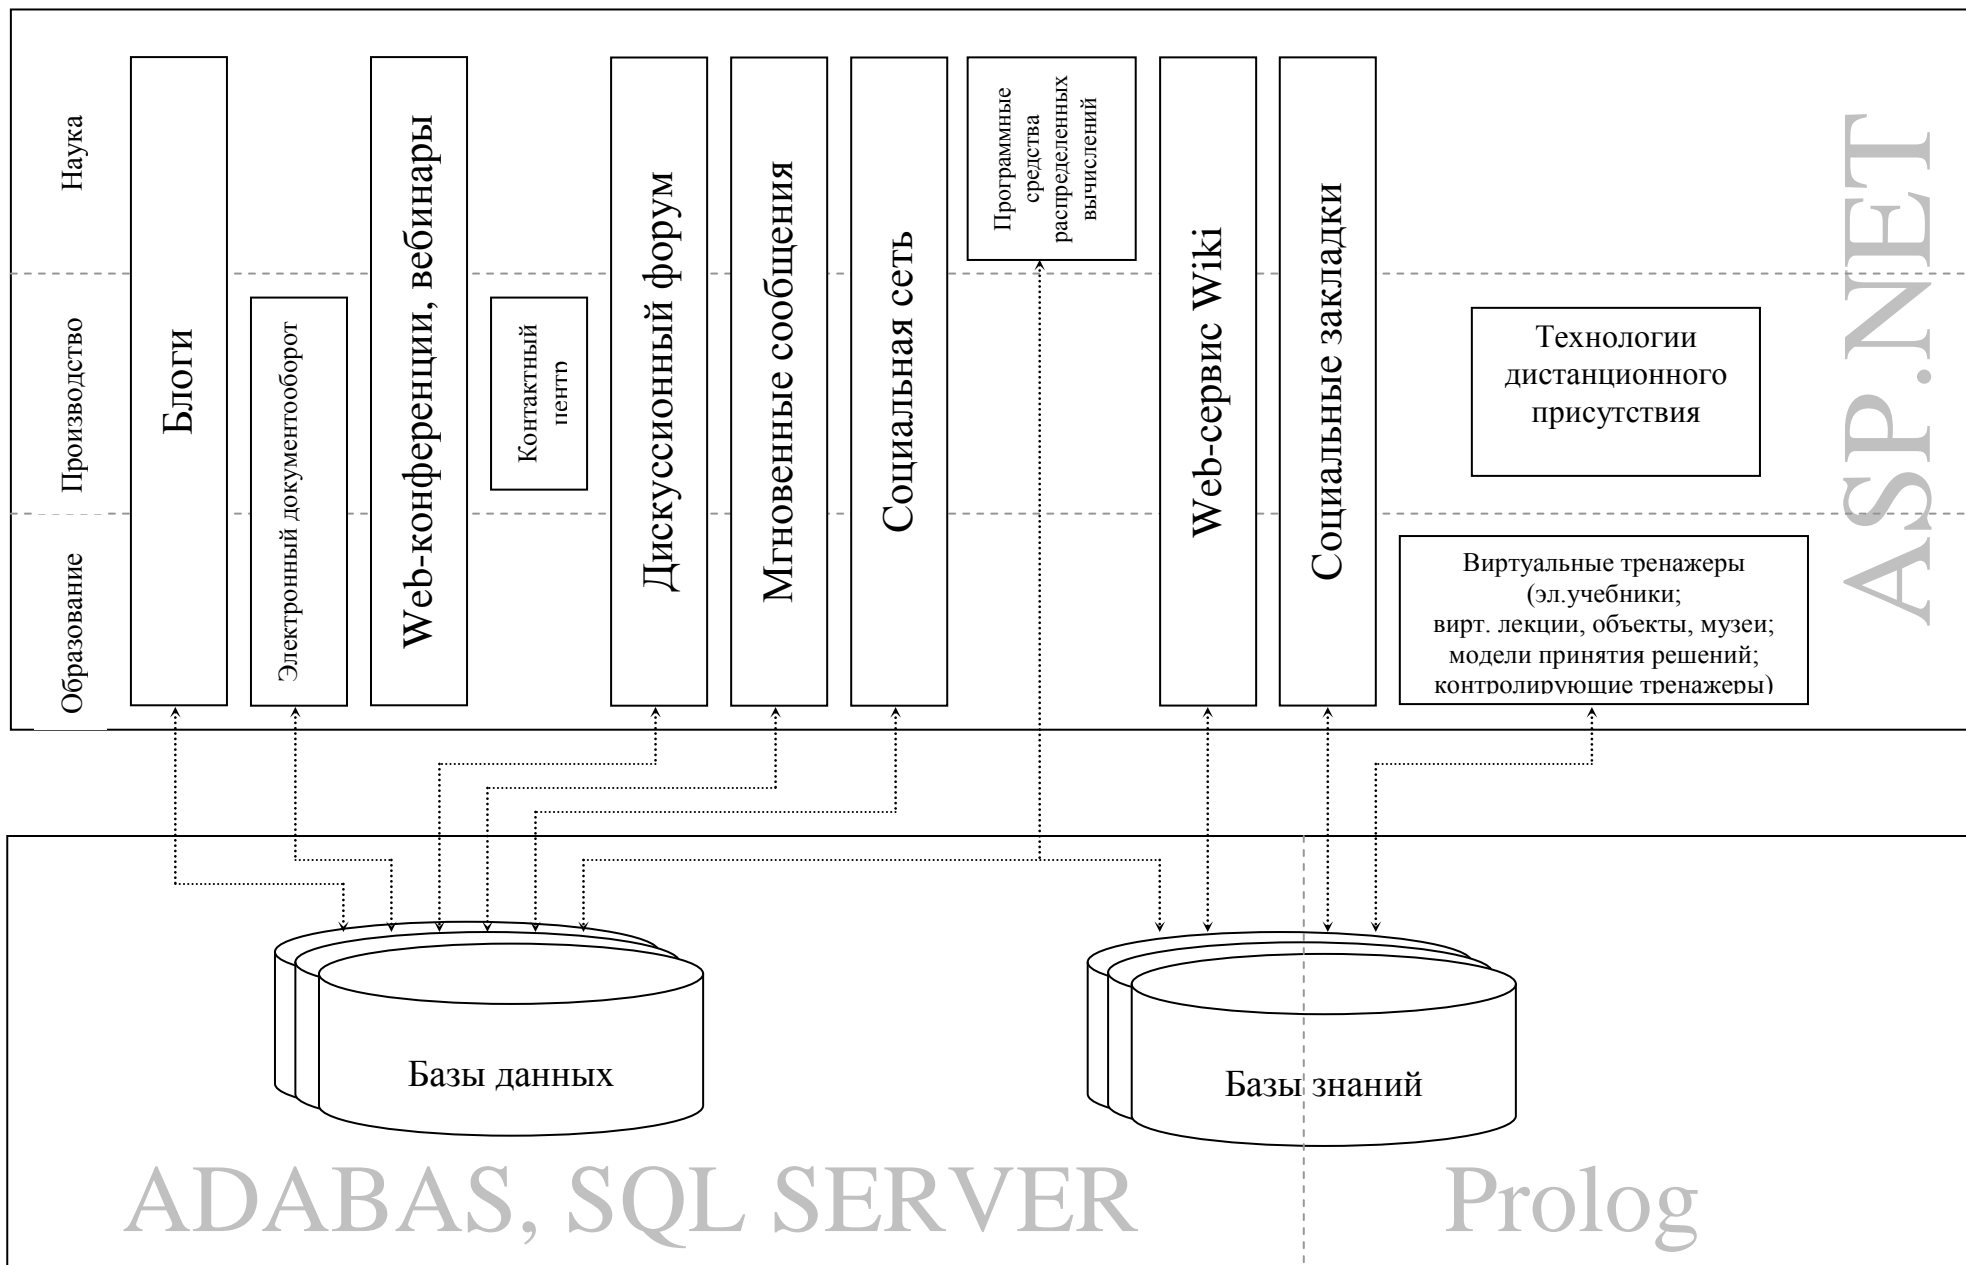 Наука
Производство
Образование
Блоги
Электронный документооборот
Web-конференции, вебинары
Контактный
центр
Дискуссионный форум
Мгновенные сообщения
Социальная сеть
Программные
средства
распределенных
вычислений
Web-сервис Wiki
Социальные закладки
Технологии
дистанционного
присутствия
Виртуальные тренажеры
(эл.учебники;
вирт. лекции, объекты, музеи;
модели принятия решений;
контролирующие тренажеры)
ASP.NET
Базы данных
Базы знаний
ADABAS, SQL SERVER
Prolog